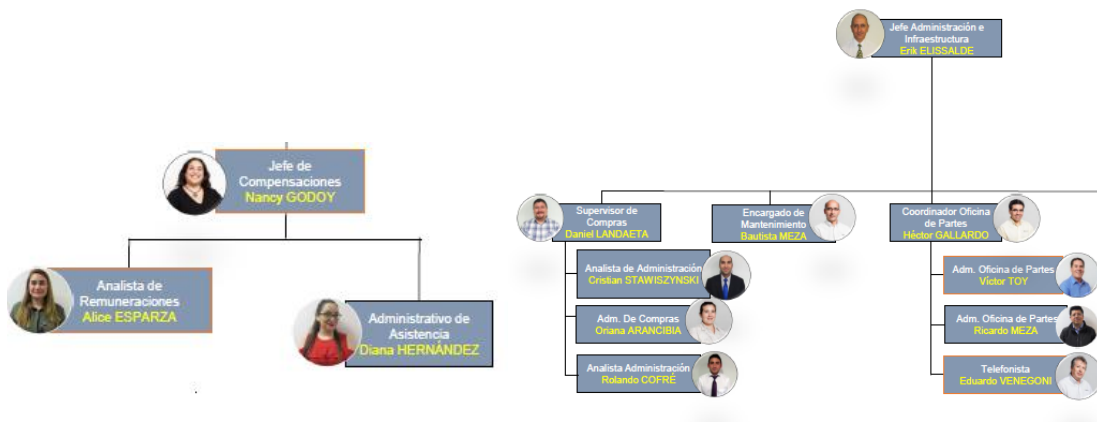 Jefe de
Compensaciones
Nancy GODOY
Analista de
Remuneraciones
Alice ESPARZA
Administrativo de
Asistencia
Diana HERNÁNDEZ
Jefe Administración e
Infraestructura
Erik ELISSALDE
Supervisor de
Compras
Daniel LANDAETA
Encargado de
Mantenimiento
Bautista MEZA
Coordinador Oficina
de Partes
Héctor GALLARDO
Analista de Administración
Cristian STAWISZYNSKI
Adm. De Compras
Oriana ARANCIBIA
Analista Administración
Rolando COFRÉ
Adm. Oficina de Partes
Víctor TOY
Adm. Oficina de Partes
Ricardo MEZA
Telefonista
Eduardo VENEGONI